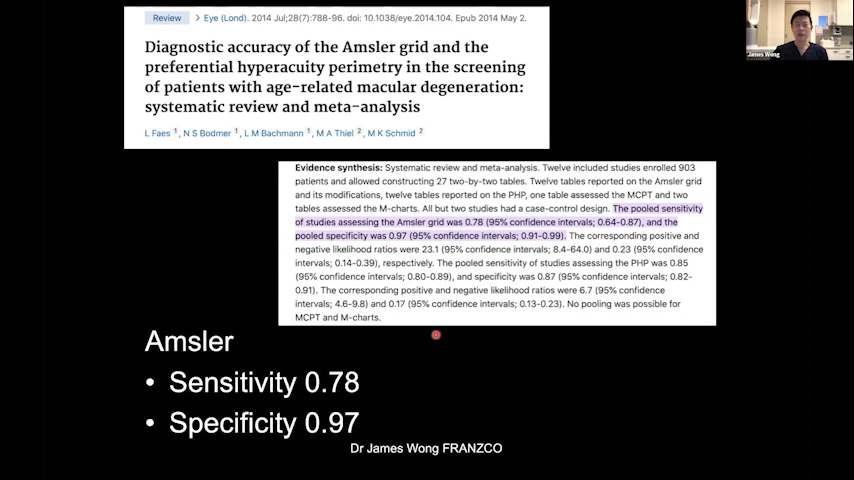 Review > Eye (Lond). 2014 Jul;28(7):788-96. doi: 10.1038/eye.2014.104. Epub 2014 May 2.
Diagnostic accuracy of the Amsler grid and the
preferential hyperacuity perimetry in the screening
of patients with age-related macular degeneration:
systematic review and meta-analysis
L Faes 1, N S Bodmer 1, L M Bachmann 1, M A Thiel 2, M K Schmid 2
James Wong
Evidence synthesis: Systematic review and meta-analysis. Twelve included studies enrolled 903
patients and allowed constructing 27 two-by-two tables. Twelve tables reported on the Amsler grid
and its modifications, twelve tables reported on the PHP, one table assessed the MCPT and two
tables assessed the M-charts. All but two studies had a case-control design. The pooled sensitivity
of studies assessing the Amsler grid was 0.78 (95% confidence intervals; 0.64-0.87), and the
pooled specificity was 0.97 (95% confidence intervals; 0.91-0.99). The corresponding positive and
negative likelihood ratios were 23.1 (95% confidence intervals; 8.4-64.0) and 0.23 (95% confidence
intervals; 0.14-0.39), respectively. The pooled sensitivity of studies assessing the PHP was 0.85
(95% confidence intervals; 0.80-0.89), and specificity was 0.87 (95% confidence intervals; 0.82-
0.91). The corresponding positive and negative likelihood ratios were 6.7 (95% confidence
intervals; 4.6-9.8) and 0.17 (95% confidence intervals; 0.13-0.23). No pooling was possible for
MCPT and M-charts.
Amsler
• Sensitivity 0.78
• Specificity 0.97
Dr James Wong FRANZCO